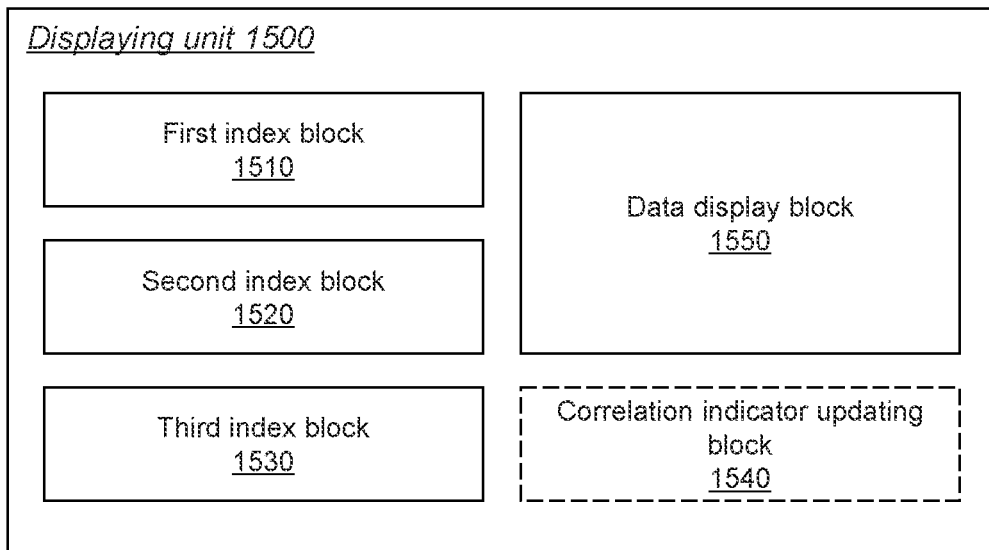 Displaying unit 1500
First index block
1510
Second index block
1520
Third index block
1530
Data display block
1550
Correlation indicator updating
block
1540